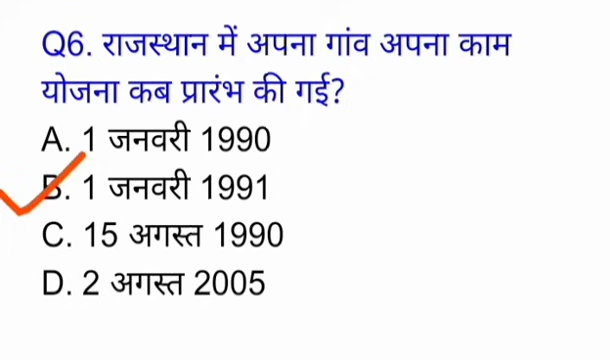 Q6. राजस्थान में अपना गांव अपना काम
योजना कब प्रारंभ की गई?
A. 1 जनवरी 1990
B. 1 जनवरी 1991
C. 15 अगस्त 1990
D. 2 अगस्त 2005